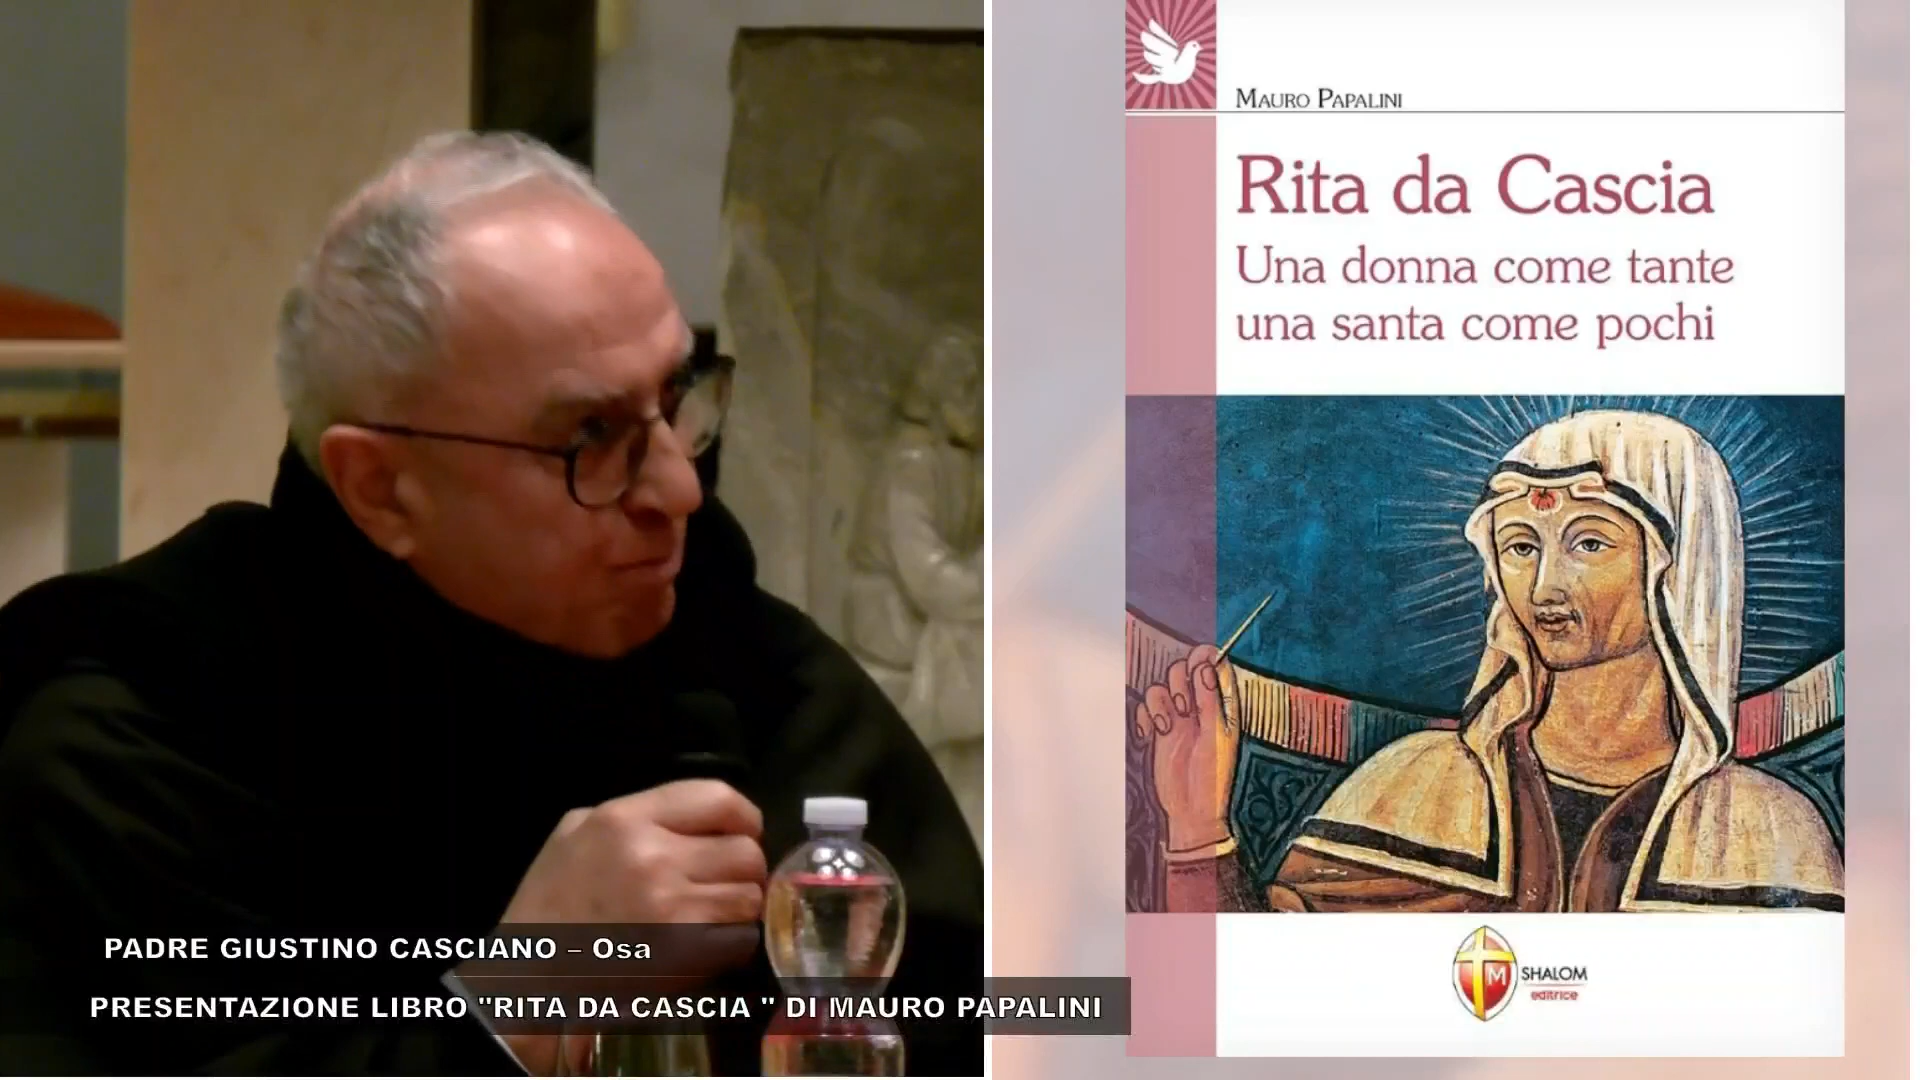 MAURO PAPALINI
Rita da Cascia
Una donna come tante
una santa come pochi
M SHALOM
editrice
PADRE GIUSTINO CASCIANO – Osa
PRESENTAZIONE LIBRO "RITA DA CASCIA " DI MAURO PAPALINI